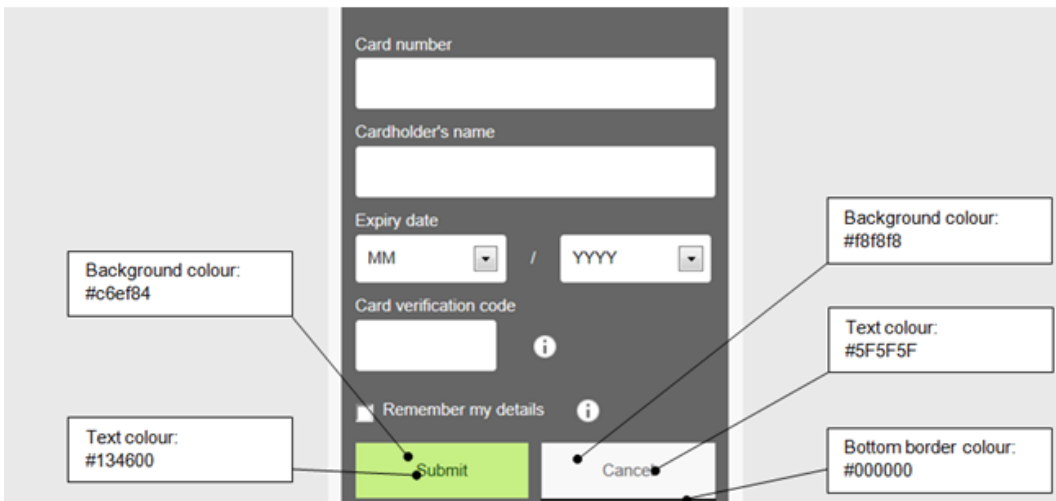 Card number
Cardholder's name
Expiry date
MM / YYYY
Card verification code
Remember my details
Submit Cancel
Background colour:
#c6ef84
Text colour:
#134600
Background colour:
#f8f8f8
Text colour:
#5F5F5F
Bottom border colour:
#000000